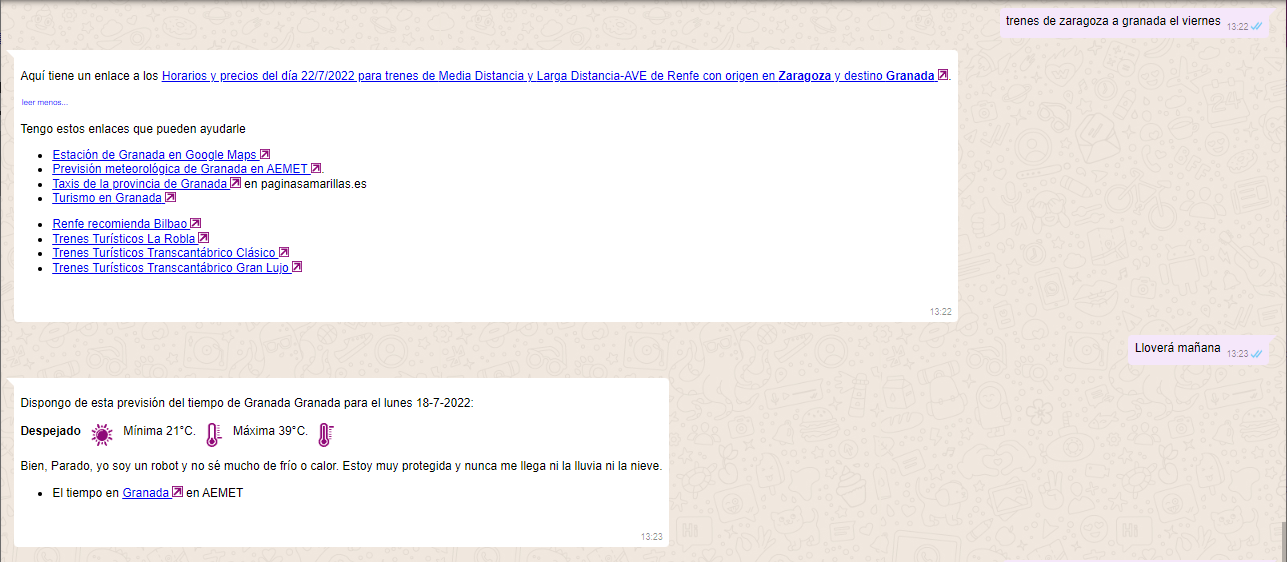 trenes de zaragoza a granada el viernes 13:22
Aquí tiene un enlace a los Horarios y precios del día 22/7/2022 para trenes de Media Distancia y Larga Distancia-AVE de Renfe con origen en Zaragoza y destino Granada.
leer menos...
Tengo estos enlaces que pueden ayudarle
Estación de Granada en Google Maps
Previsión meteorológica de Granada en AEMET.
Taxis de la provincia de Granada en paginasamarillas.es
Turismo en Granada
Renfe recomienda Bilbao
Trenes Turísticos La Robla
Trenes Turísticos Transcantábrico Clásico
Trenes Turísticos Transcantábrico Gran Lujo
13:22
Lloverá mañana 13:23
Dispongo de esta previsión del tiempo de Granada Granada para el lunes 18-7-2022:
Despejado Mínima 21°C. Máxima 39°C.
Bien, Parado, yo soy un robot y no sé mucho de frío o calor. Estoy muy protegida y nunca me llega ni la lluvia ni la nieve.
El tiempo en Granada en AEMET
13:23